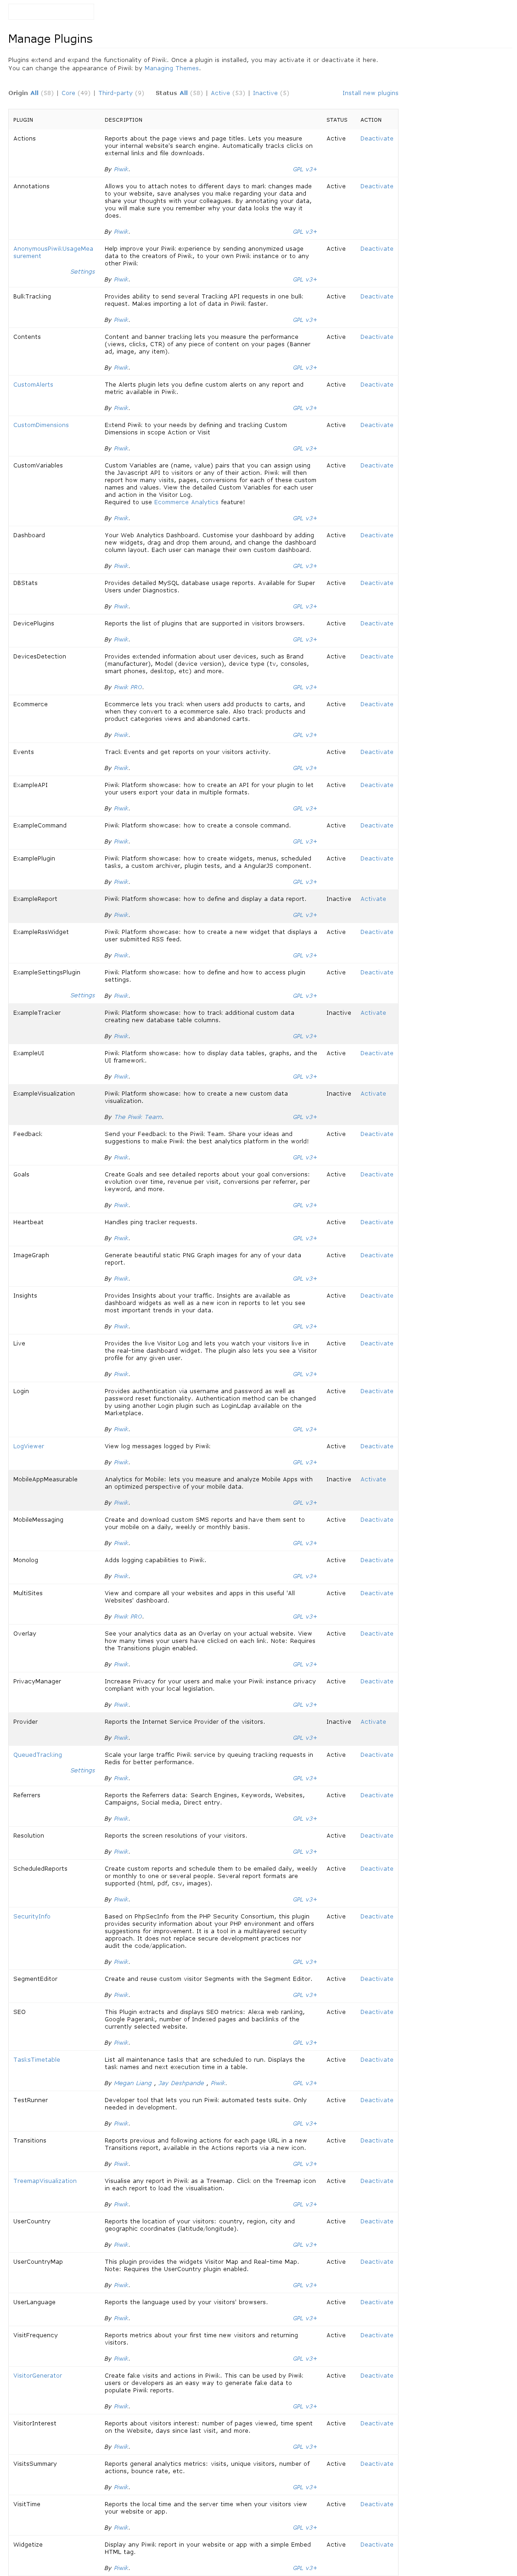 Manage Plugins
Plugins extend and expand the functionality of Piwik. Once a plugin is installed, you may activate it or deactivate it here.
You can change the appearance of Piwik by Managing Themes.
Origin All (58) | Core (49) | Third-party (9) Status All (58) | Active (53) | Inactive (5) Install new plugins
PLUGIN DESCRIPTION STATUS ACTION
Actions Reports about the page views and page titles. Lets you measure Active Deactivate
your internal website's search engine. Automatically tracks clicks on
external links and file downloads.
By Piwik. GPL v3+
Annotations Allows you to attach notes to different days to mark changes made Active Deactivate
to your website, save analyses you make regarding your data and
share your thoughts with your colleagues. By annotating your data,
you will make sure you remember why your data looks the way it
does.
By Piwik. GPL v3+
AnonymousPiwikUsageMea Help improve your Piwik experience by sending anonymized usage Active Deactivate
surement data to the creators of Piwik, to your own Piwik instance or to any
other Piwik
Settings
By Piwik. GPL v3+
BulkTracking Provides ability to send several Tracking API requests in one bulk Active Deactivate
request. Makes importing a lot of data in Piwik faster.
By Piwik. GPL v3+
Contents Content and banner tracking lets you measure the performance Active Deactivate
(views, clicks, CTR) of any piece of content on your pages (Banner
ad, image, any item).
By Piwik. GPL v3+
CustomAlerts The Alerts plugin lets you define custom alerts on any report and Active Deactivate
metric available in Piwik.
By Piwik. GPL v3+
CustomDimensions Extend Piwik to your needs by defining and tracking Custom Active Deactivate
Dimensions in scope Action or Visit
By Piwik. GPL v3+
CustomVariables Custom Variables are (name, value) pairs that you can assign using Active Deactivate
the Javascript API to visitors or any of their action. Piwik will then
report how many visits, pages, conversions for each of these custom
names and values. View the detailed Custom Variables for each user
and action in the Visitor Log.
Required to use Ecommerce Analytics feature!
By Piwik. GPL v3+
Dashboard Your Web Analytics Dashboard. Customise your dashboard by adding Active Deactivate
new widgets, drag and drop them around, and change the dashboard
column layout. Each user can manage their own custom dashboard.
By Piwik. GPL v3+
DBStats Provides detailed MySQL database usage reports. Available for Super Active Deactivate
Users under Diagnostics.
By Piwik. GPL v3+
DevicePlugins Reports the list of plugins that are supported in visitors browsers. Active Deactivate
By Piwik. GPL v3+
DevicesDetection Provides extended information about user devices, such as Brand Active Deactivate
(manufacturer), Model (device version), device type (tv, consoles,
smart phones, desktop, etc) and more.
By Piwik PRO. GPL v3+
Ecommerce Ecommerce lets you track when users add products to carts, and Active Deactivate
when they convert to a ecommerce sale. Also track products and
product categories views and abandoned carts.
By Piwik. GPL v3+
Events Track Events and get reports on your visitors activity. Active Deactivate
By Piwik. GPL v3+
ExampleAPI Piwik Platform showcase: how to create an API for your plugin to let Active Deactivate
your users export your data in multiple formats.
By Piwik. GPL v3+
ExampleCommand Piwik Platform showcase: how to create a console command. Active Deactivate
By Piwik. GPL v3+
ExamplePlugin Piwik Platform showcase: how to create widgets, menus, scheduled Active Deactivate
tasks, a custom archiver, plugin tests, and a AngularJS component.
By Piwik. GPL v3+
ExampleReport Piwik Platform showcase: how to define and display a data report. Inactive Activate
By Piwik. GPL v3+
ExampleRssWidget Piwik Platform showcase: how to create a new widget that displays a Active Deactivate
user submitted RSS feed.
By Piwik. GPL v3+
ExampleSettingsPlugin Piwik Platform showcase: how to define and how to access plugin Active Deactivate
settings.
Settings By Piwik. GPL v3+
ExampleTracker Piwik Platform showcase: how to track additional custom data Inactive Activate
creating new database table columns.
By Piwik. GPL v3+
ExampleUI Piwik Platform showcase: how to display data tables, graphs, and the Active Deactivate
UI framework.
By Piwik. GPL v3+
ExampleVisualization Piwik Platform showcase: how to create a new custom data Inactive Activate
visualization.
By The Piwik Team. GPL v3+
Feedback Send your Feedback to the Piwik Team. Share your ideas and Active Deactivate
suggestions to make Piwik the best analytics platform in the world!
By Piwik. GPL v3+
Goals Create Goals and see detailed reports about your goal conversions: Active Deactivate
evolution over time, revenue per visit, conversions per referrer, per
keyword, and more.
By Piwik. GPL v3+
Heartbeat Handles ping tracker requests. Active Deactivate
By Piwik. GPL v3+
ImageGraph Generate beautiful static PNG Graph images for any of your data Active Deactivate
report.
By Piwik. GPL v3+
Insights Provides Insights about your traffic. Insights are available as Active Deactivate
dashboard widgets as well as a new icon in reports to let you see
most important trends in your data.
By Piwik. GPL v3+
Live Provides the live Visitor Log and lets you watch your visitors live in Active Deactivate
the real-time dashboard widget. The plugin also lets you see a Visitor
profile for any given user.
By Piwik. GPL v3+
Login Provides authentication via username and password as well as Active Deactivate
password reset functionality. Authentication method can be changed
by using another Login plugin such as LoginLdap available on the
Marketplace.
By Piwik. GPL v3+
LogViewer View log messages logged by Piwik Active Deactivate
By Piwik. GPL v3+
MobileAppMeasurable Analytics for Mobile: lets you measure and analyze Mobile Apps with Inactive Activate
an optimized perspective of your mobile data.
By Piwik. GPL v3+
MobileMessaging Create and download custom SMS reports and have them sent to Active Deactivate
your mobile on a daily, weekly or monthly basis.
By Piwik. GPL v3+
Monolog Adds logging capabilities to Piwik. Active Deactivate
By Piwik. GPL v3+
MultiSites View and compare all your websites and apps in this useful 'All Active Deactivate
Websites' dashboard.
By Piwik PRO. GPL v3+
Overlay See your analytics data as an Overlay on your actual website. View Active Deactivate
how many times your users have clicked on each link. Note: Requires
the Transitions plugin enabled.
By Piwik. GPL v3+
PrivacyManager Increase Privacy for your users and make your Piwik instance privacy Active Deactivate
compliant with your local legislation.
By Piwik. GPL v3+
Provider Reports the Internet Service Provider of the visitors. Inactive Activate
By Piwik. GPL v3+
QueuedTracking Scale your large traffic Piwik service by queuing tracking requests in Active Deactivate
Redis for better performance.
Settings
By Piwik. GPL v3+
Referrers Reports the Referrers data: Search Engines, Keywords, Websites, Active Deactivate
Campaigns, Social media, Direct entry.
By Piwik. GPL v3+
Resolution Reports the screen resolutions of your visitors. Active Deactivate
By Piwik. GPL v3+
ScheduledReports Create custom reports and schedule them to be emailed daily, weekly Active Deactivate
or monthly to one or several people. Several report formats are
supported (html, pdf, csv, images).
By Piwik. GPL v3+
SecurityInfo Based on PhpSecInfo from the PHP Security Consortium, this plugin Active Deactivate
provides security information about your PHP environment and offers
suggestions for improvement. It is a tool in a multilayered security
approach. It does not replace secure development practices nor
audit the code/application.
By Piwik. GPL v3+
SegmentEditor Create and reuse custom visitor Segments with the Segment Editor. Active Deactivate
By Piwik. GPL v3+
SEO This Plugin extracts and displays SEO metrics: Alexa web ranking, Active Deactivate
Google Pagerank, number of Indexed pages and backlinks of the
currently selected website.
By Piwik. GPL v3+
TasksTimetable List all maintenance tasks that are scheduled to run. Displays the Active Deactivate
task names and next execution time in a table.
By Megan Liang , Jay Deshpande , Piwik. GPL v3+
TestRunner Developer tool that lets you run Piwik automated tests suite. Only Active Deactivate
needed in development.
By Piwik. GPL v3+
Transitions Reports previous and following actions for each page URL in a new Active Deactivate
Transitions report, available in the Actions reports via a new icon.
By Piwik. GPL v3+
TreemapVisualization Visualise any report in Piwik as a Treemap. Click on the Treemap icon Active Deactivate
in each report to load the visualisation.
By Piwik. GPL v3+
UserCountry Reports the location of your visitors: country, region, city and Active Deactivate
geographic coordinates (latitude/longitude).
By Piwik. GPL v3+
UserCountryMap This plugin provides the widgets Visitor Map and Real-time Map. Active Deactivate
Note: Requires the UserCountry plugin enabled.
By Piwik. GPL v3+
UserLanguage Reports the language used by your visitors' browsers. Active Deactivate
By Piwik. GPL v3+
VisitFrequency Reports metrics about your first time new visitors and returning Active Deactivate
visitors.
By Piwik. GPL v3+
VisitorGenerator Create fake visits and actions in Piwik. This can be used by Piwik Active Deactivate
users or developers as an easy way to generate fake data to
populate Piwik reports.
By Piwik. GPL v3+
VisitorInterest Reports about visitors interest: number of pages viewed, time spent Active Deactivate
on the Website, days since last visit, and more.
By Piwik. GPL v3+
VisitsSummary Reports general analytics metrics: visits, unique visitors, number of Active Deactivate
actions, bounce rate, etc.
By Piwik. GPL v3+
VisitTime Reports the local time and the server time when your visitors view Active Deactivate
your website or app.
By Piwik. GPL v3+
Widgetize Display any Piwik report in your website or app with a simple Embed Active Deactivate
HTML tag.
By Piwik. GPL v3+